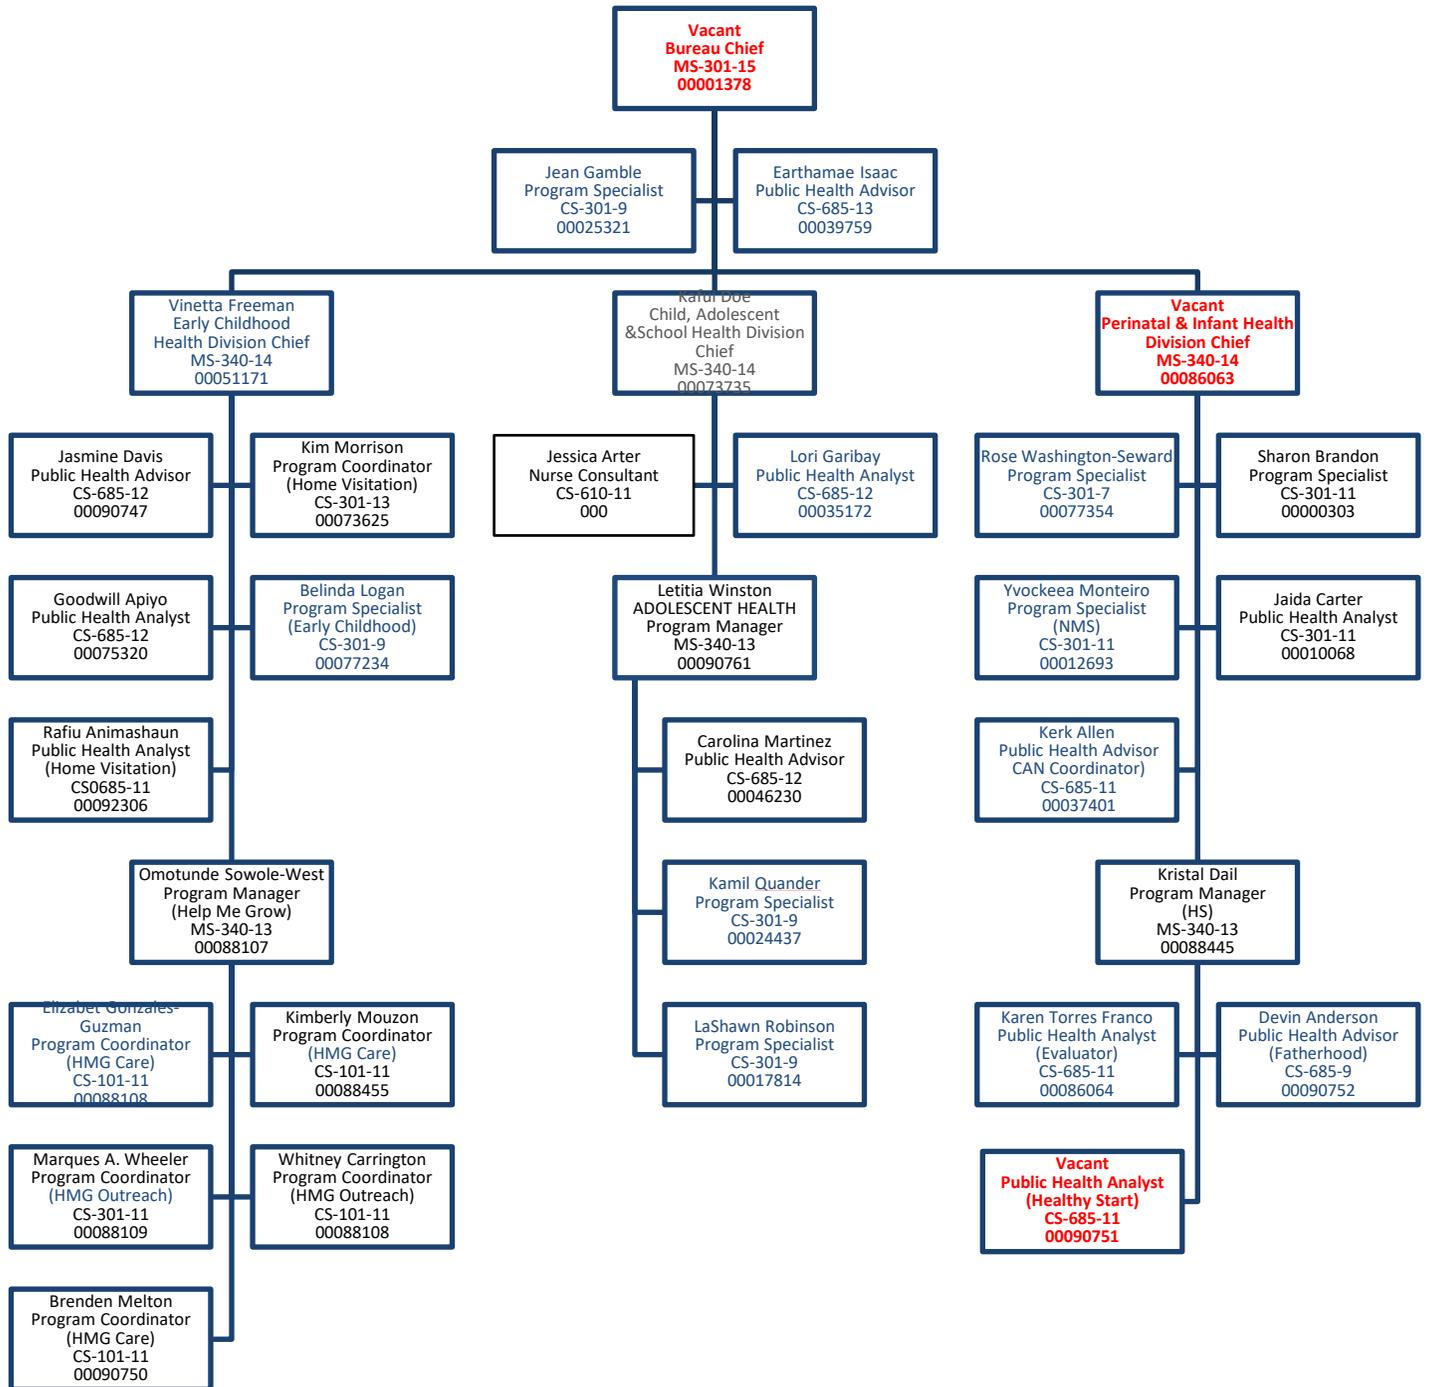 Vacant
Bureau Chief
MS-301-15
00001378
Jean Gamble
Program Specialist
CS-301-9
00025321
Earthamae Isaac
Public Health Advisor
CS-685-13
00039759
Vinetta Freeman
Early Childhood
Health Division Chief
MS-340-14
00051171
Kaful Doe
Child, Adolescent
&School Health Division
Chief
MS-340-14
00073735
Vacant
Perinatal & Infant Health
Division Chief
MS-340-14
00086063
Jasmine Davis
Public Health Advisor
CS-685-12
00090747
Kim Morrison
Program Coordinator
(Home Visitation)
CS-301-13
00073625
Jessica Arter
Nurse Consultant
CS-610-11
000
Lori Garibay
Public Health Analyst
CS-685-12
00035172
Rose Washington-Seward
Program Specialist
CS-301-7
00077354
Sharon Brandon
Program Specialist
CS-301-11
00000303
Goodwill Apiyo
Public Health Analyst
CS-685-12
00075320
Belinda Logan
Program Specialist
(Early Childhood)
CS-301-9
00077234
Letitia Winston
ADOLESCENT HEALTH
Program Manager
MS-340-13
00090761
Yvockeea Monteiro
Program Specialist
(NMS)
CS-301-11
00012693
Jaida Carter
Public Health Analyst
CS-301-11
00010068
Rafiu Animashaun
Public Health Analyst
(Home Visitation)
CS0685-11
00092306
Carolina Martinez
Public Health Advisor
CS-685-12
00046230
Kerk Allen
Public Health Advisor
CAN Coordinator)
CS-685-11
00037401
Omotunde Sowole-West
Program Manager
(Help Me Grow)
MS-340-13
00088107
Kamil Quander
Program Specialist
CS-301-9
00024437
Kristal Dail
Program Manager
(HS)
MS-340-13
00088445
Elizabet Gonzales-
Guzman
Program Coordinator
(HMG Care)
CS-101-11
00088108
Kimberly Mouzon
Program Coordinator
(HMG Care)
CS-101-11
00088455
LaShawn Robinson
Program Specialist
CS-301-9
00017814
Karen Torres Franco
Public Health Analyst
(Evaluator)
CS-685-11
00086064
Devin Anderson
Public Health Advisor
(Fatherhood)
CS-685-9
00090752
Marques A. Wheeler
Program Coordinator
(HMG Outreach)
CS-301-11
00088109
Whitney Carrington
Program Coordinator
(HMG Outreach)
CS-101-11
00088108
Vacant
Public Health Analyst
(Healthy Start)
CS-685-11
00090751
Brenden Melton
Program Coordinator
(HMG Care)
CS-101-11
00090750